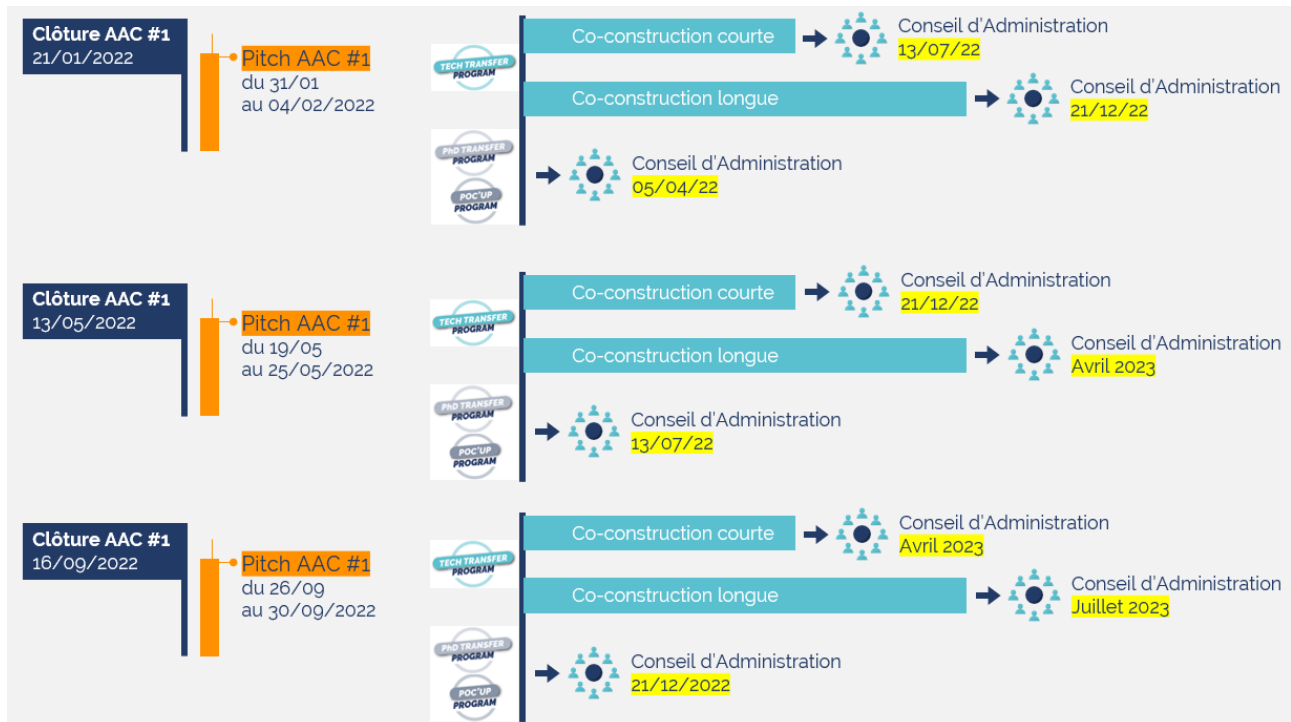 Clôture AAC #1
21/01/2022
Pitch AAC #1
du 31/01
au 04/02/2022
TECH TRANSFER
PROGRAM
Co-construction courte
Conseil d'Administration
13/07/22
Co-construction longue
Conseil d'Administration
21/12/22
PhD TRANSFER
PROGRAM
POC'UP
PROGRAM
Conseil d'Administration
05/04/22
Clôture AAC #1
13/05/2022
Pitch AAC #1
du 19/05
au 25/05/2022
TECH TRANSFER
PROGRAM
Co-construction courte
Conseil d'Administration
21/12/22
Co-construction longue
Conseil d'Administration
Avril 2023
PhD TRANSFER
PROGRAM
POC'UP
PROGRAM
Conseil d'Administration
13/07/22
Clôture AAC #1
16/09/2022
Pitch AAC #1
du 26/09
au 30/09/2022
TECH TRANSFER
PROGRAM
Co-construction courte
Conseil d'Administration
Avril 2023
Co-construction longue
Conseil d'Administration
Juillet 2023
PhD TRANSFER
PROGRAM
POC'UP
PROGRAM
Conseil d'Administration
21/12/2022